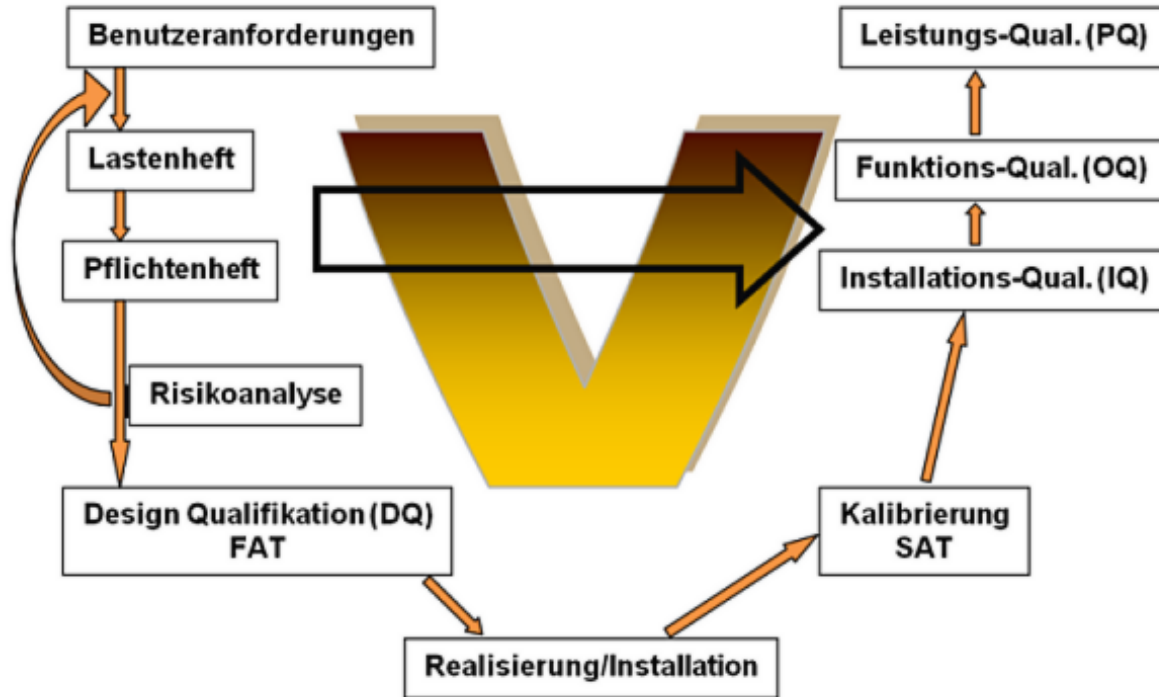 Benutzeranforderungen
Lastenheft
Pflichtenheft
Risikoanalyse
Design Qualifikation (DQ)
FAT
Realisierung/Installation
Kalibrierung
SAT
Installations-Qual. (IQ)
Funktions-Qual. (OQ)
Leistungs-Qual. (PQ)
V